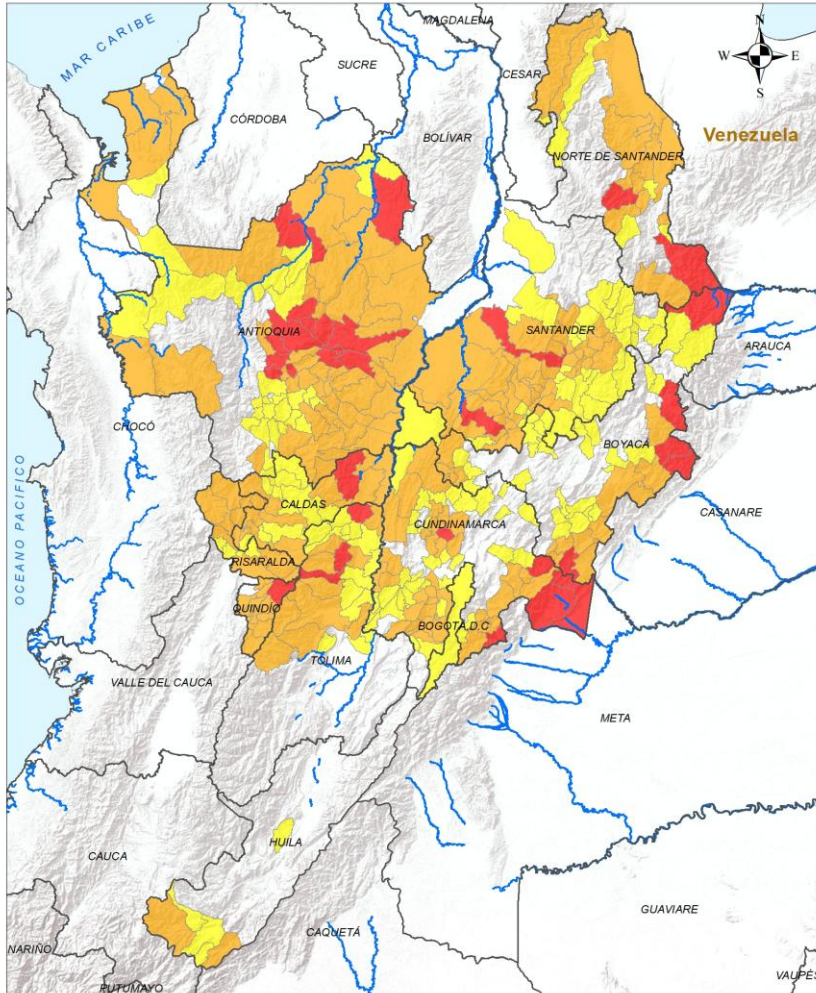 MAGDALENA
N
MAR CARIBE
SUCRE
CESAR
W
E
S
CÓRDOBA
BOLÍVAR
Venezuela
NORTE DE SANTANDER
ANTIOQUIA
SANTANDER
ARAUCA
CHOCÓ
BOYACÁ
OCEANO PACIFICO
CALDAS
CASANARE
CUNDINAMARCA
RISARALDA
QUINDÍO
BOGOTÁ, D.C
TOLIMA
VALLE DEL CAUCA
META
HUILA
CAUCA
GUAVIARE
CAQUETÁ
NARIÑO
PUTUMAYO
VAUPÉS